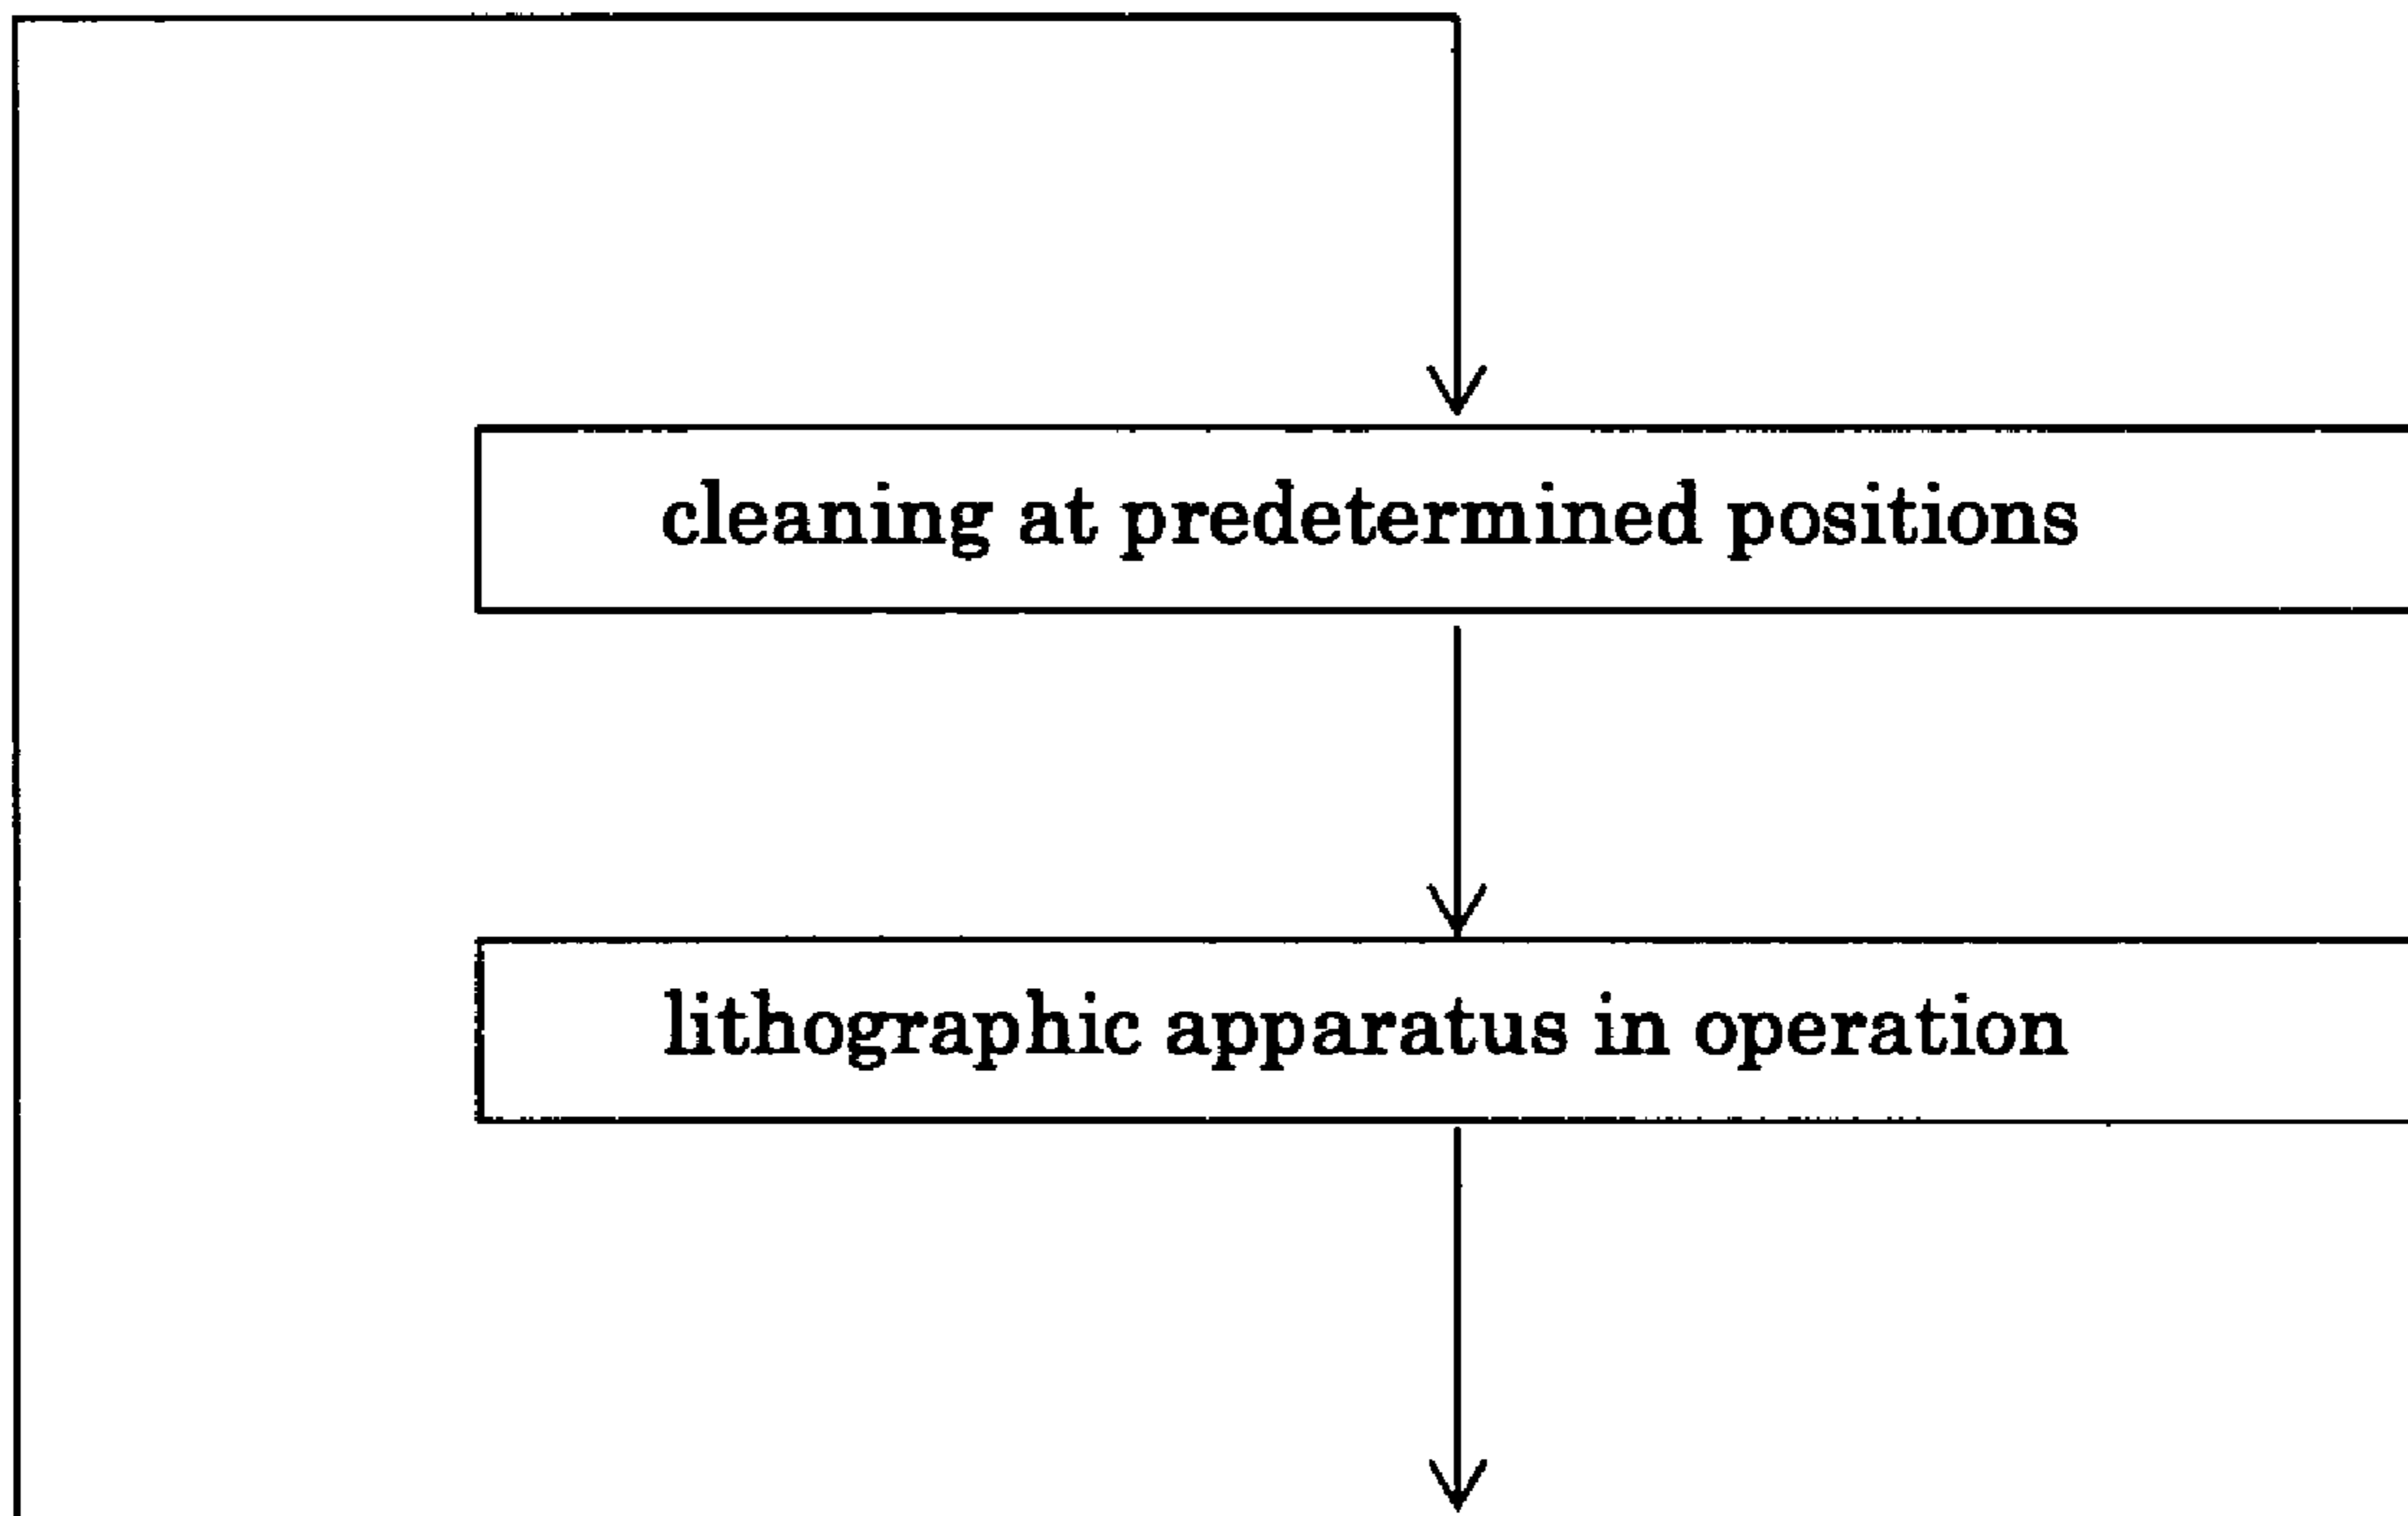 cleaning at predetermined positions
lithographic apparatus in operation